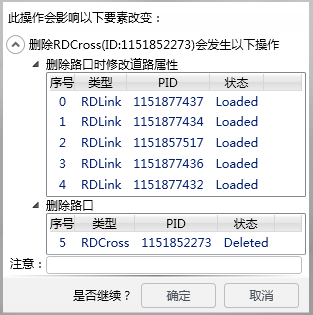 此操作会影响以下要素改变：
删除RDCross(ID:1151852273)会发生以下操作
删除路口时修改道路属性
序号 类型 PID 状态
0 RDLink 1151877437 Loaded
1 RDLink 1151877434 Loaded
2 RDLink 1151857517 Loaded
3 RDLink 1151877436 Loaded
4 RDLink 1151877432 Loaded
删除路口
序号 类型 PID 状态
5 RDCross 1151852273 Deleted
注意：
是否继续？ 确定 取消